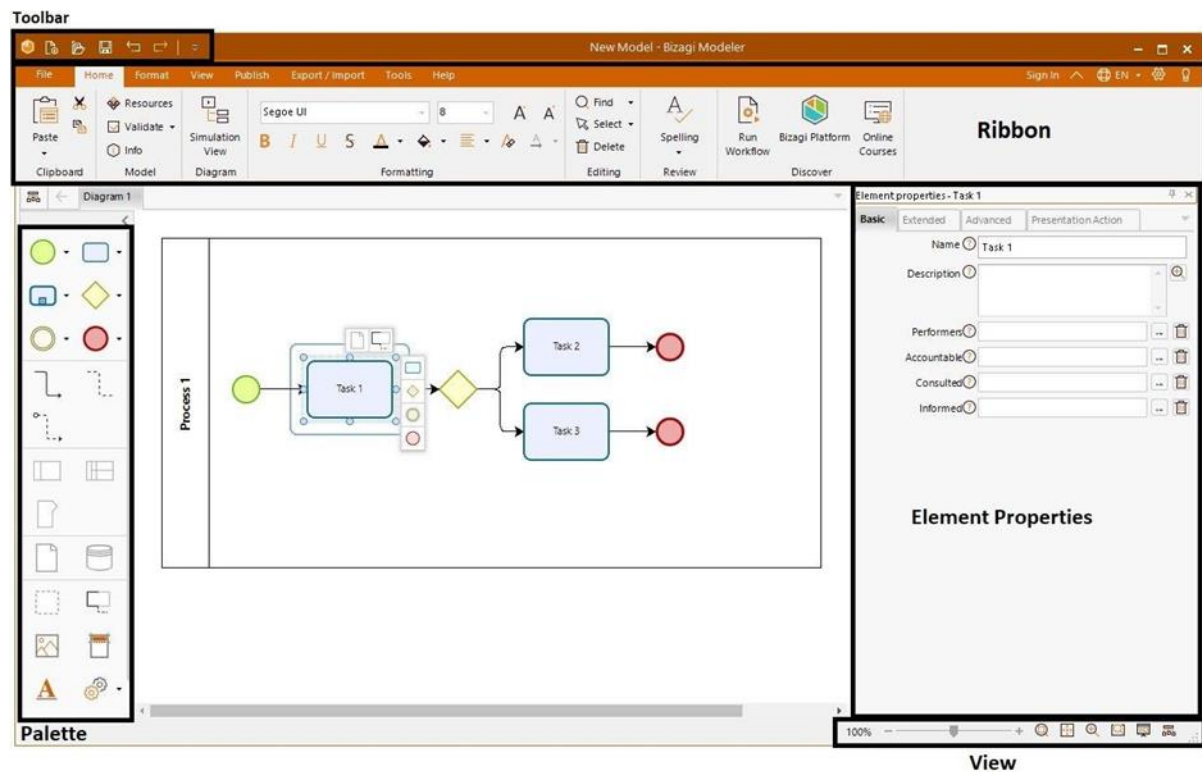 Toolbar
New Model - Bizagi Modeler
File Home Format View Publish Export / Import Tools Help Sign In EN
Paste
Resources
Validate
Info
Simulation
View
Segoe UI 8 A A
B I U S A A
Find
Select
Delete
Spelling
Run
Workflow
Bizagi Platform
Online
Courses
Ribbon
Clipboard Model Diagram Formatting Editing Review Discover
Diagram 1
Element properties - Task 1
Basic Extended Advanced Presentation Action
Name ? Task 1
Description ?
Performers ? ...
Accountable ? ...
Consulted ? ...
Informed ? ...
Process 1
Task 1
Task 2
Task 3
Element Properties
A
Palette
100%
View